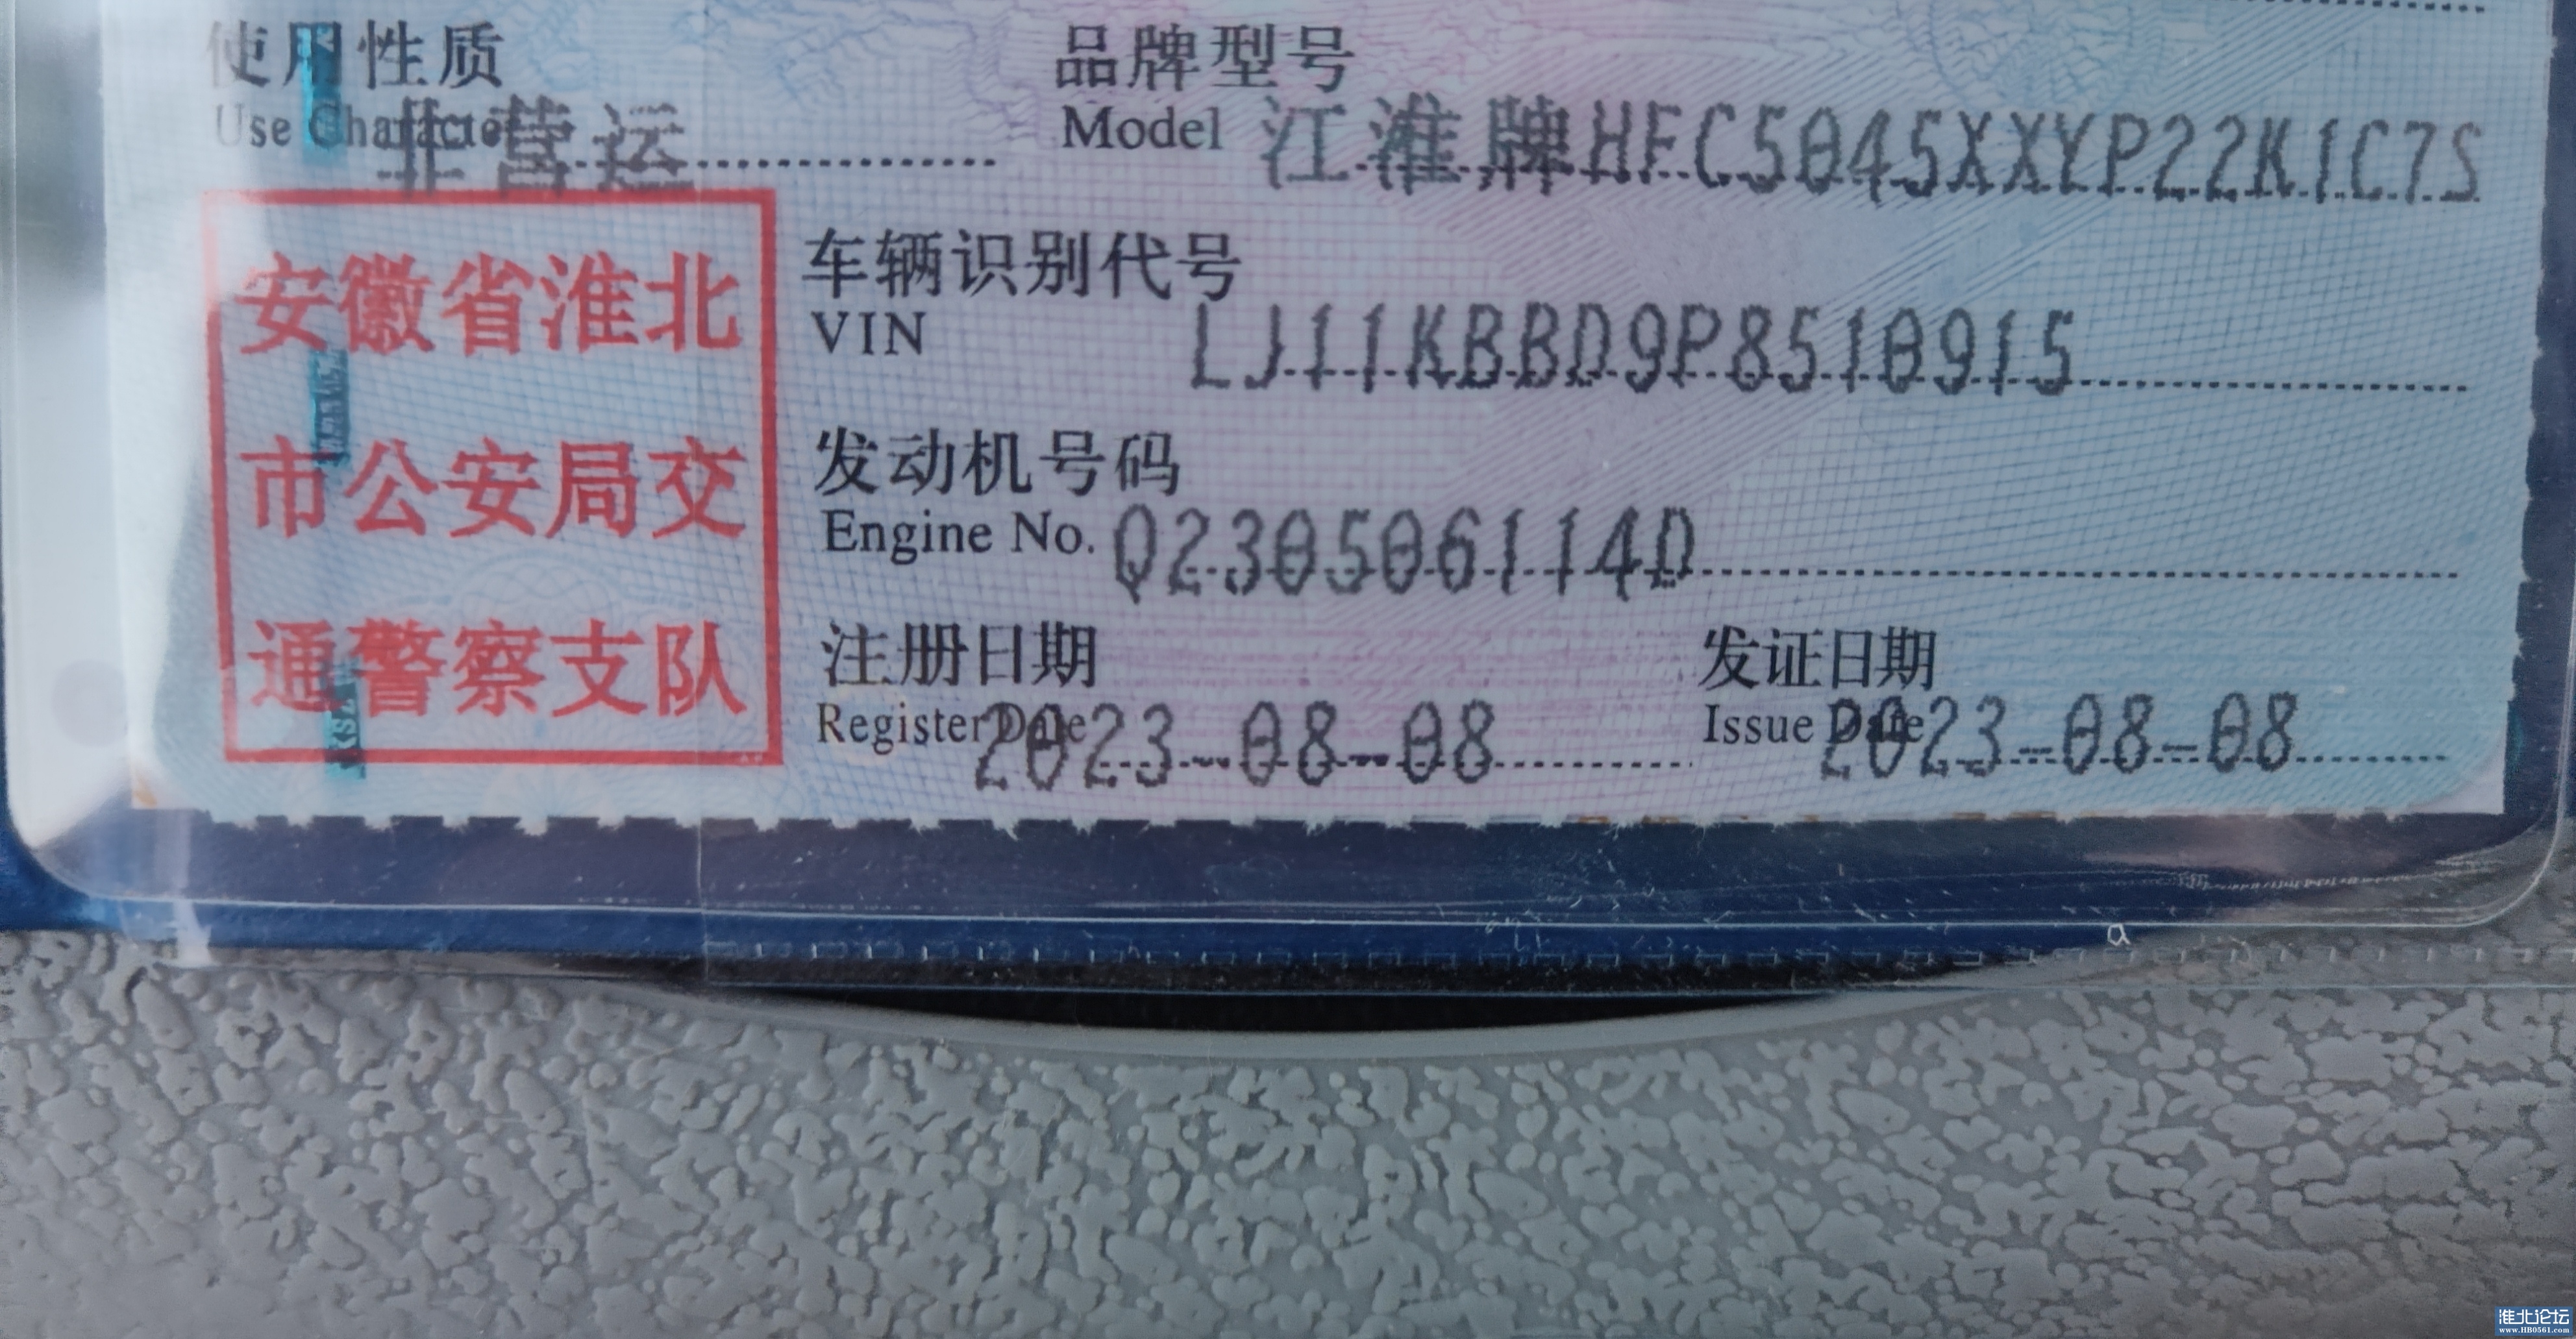 使用性质
Use Character 非营运
品牌型号
Model 江淮牌HFC5045XXYP22K1C7S
安徽省淮北
市公安局交
通警察支队
车辆识别代号
VIN LJ11KBBD9P8510915
发动机号码
Engine No. Q230506114D
注册日期
Register Date 2023-08-08
发证日期
Issue Date 2023-08-08
淮北论坛
www.HB0561.com